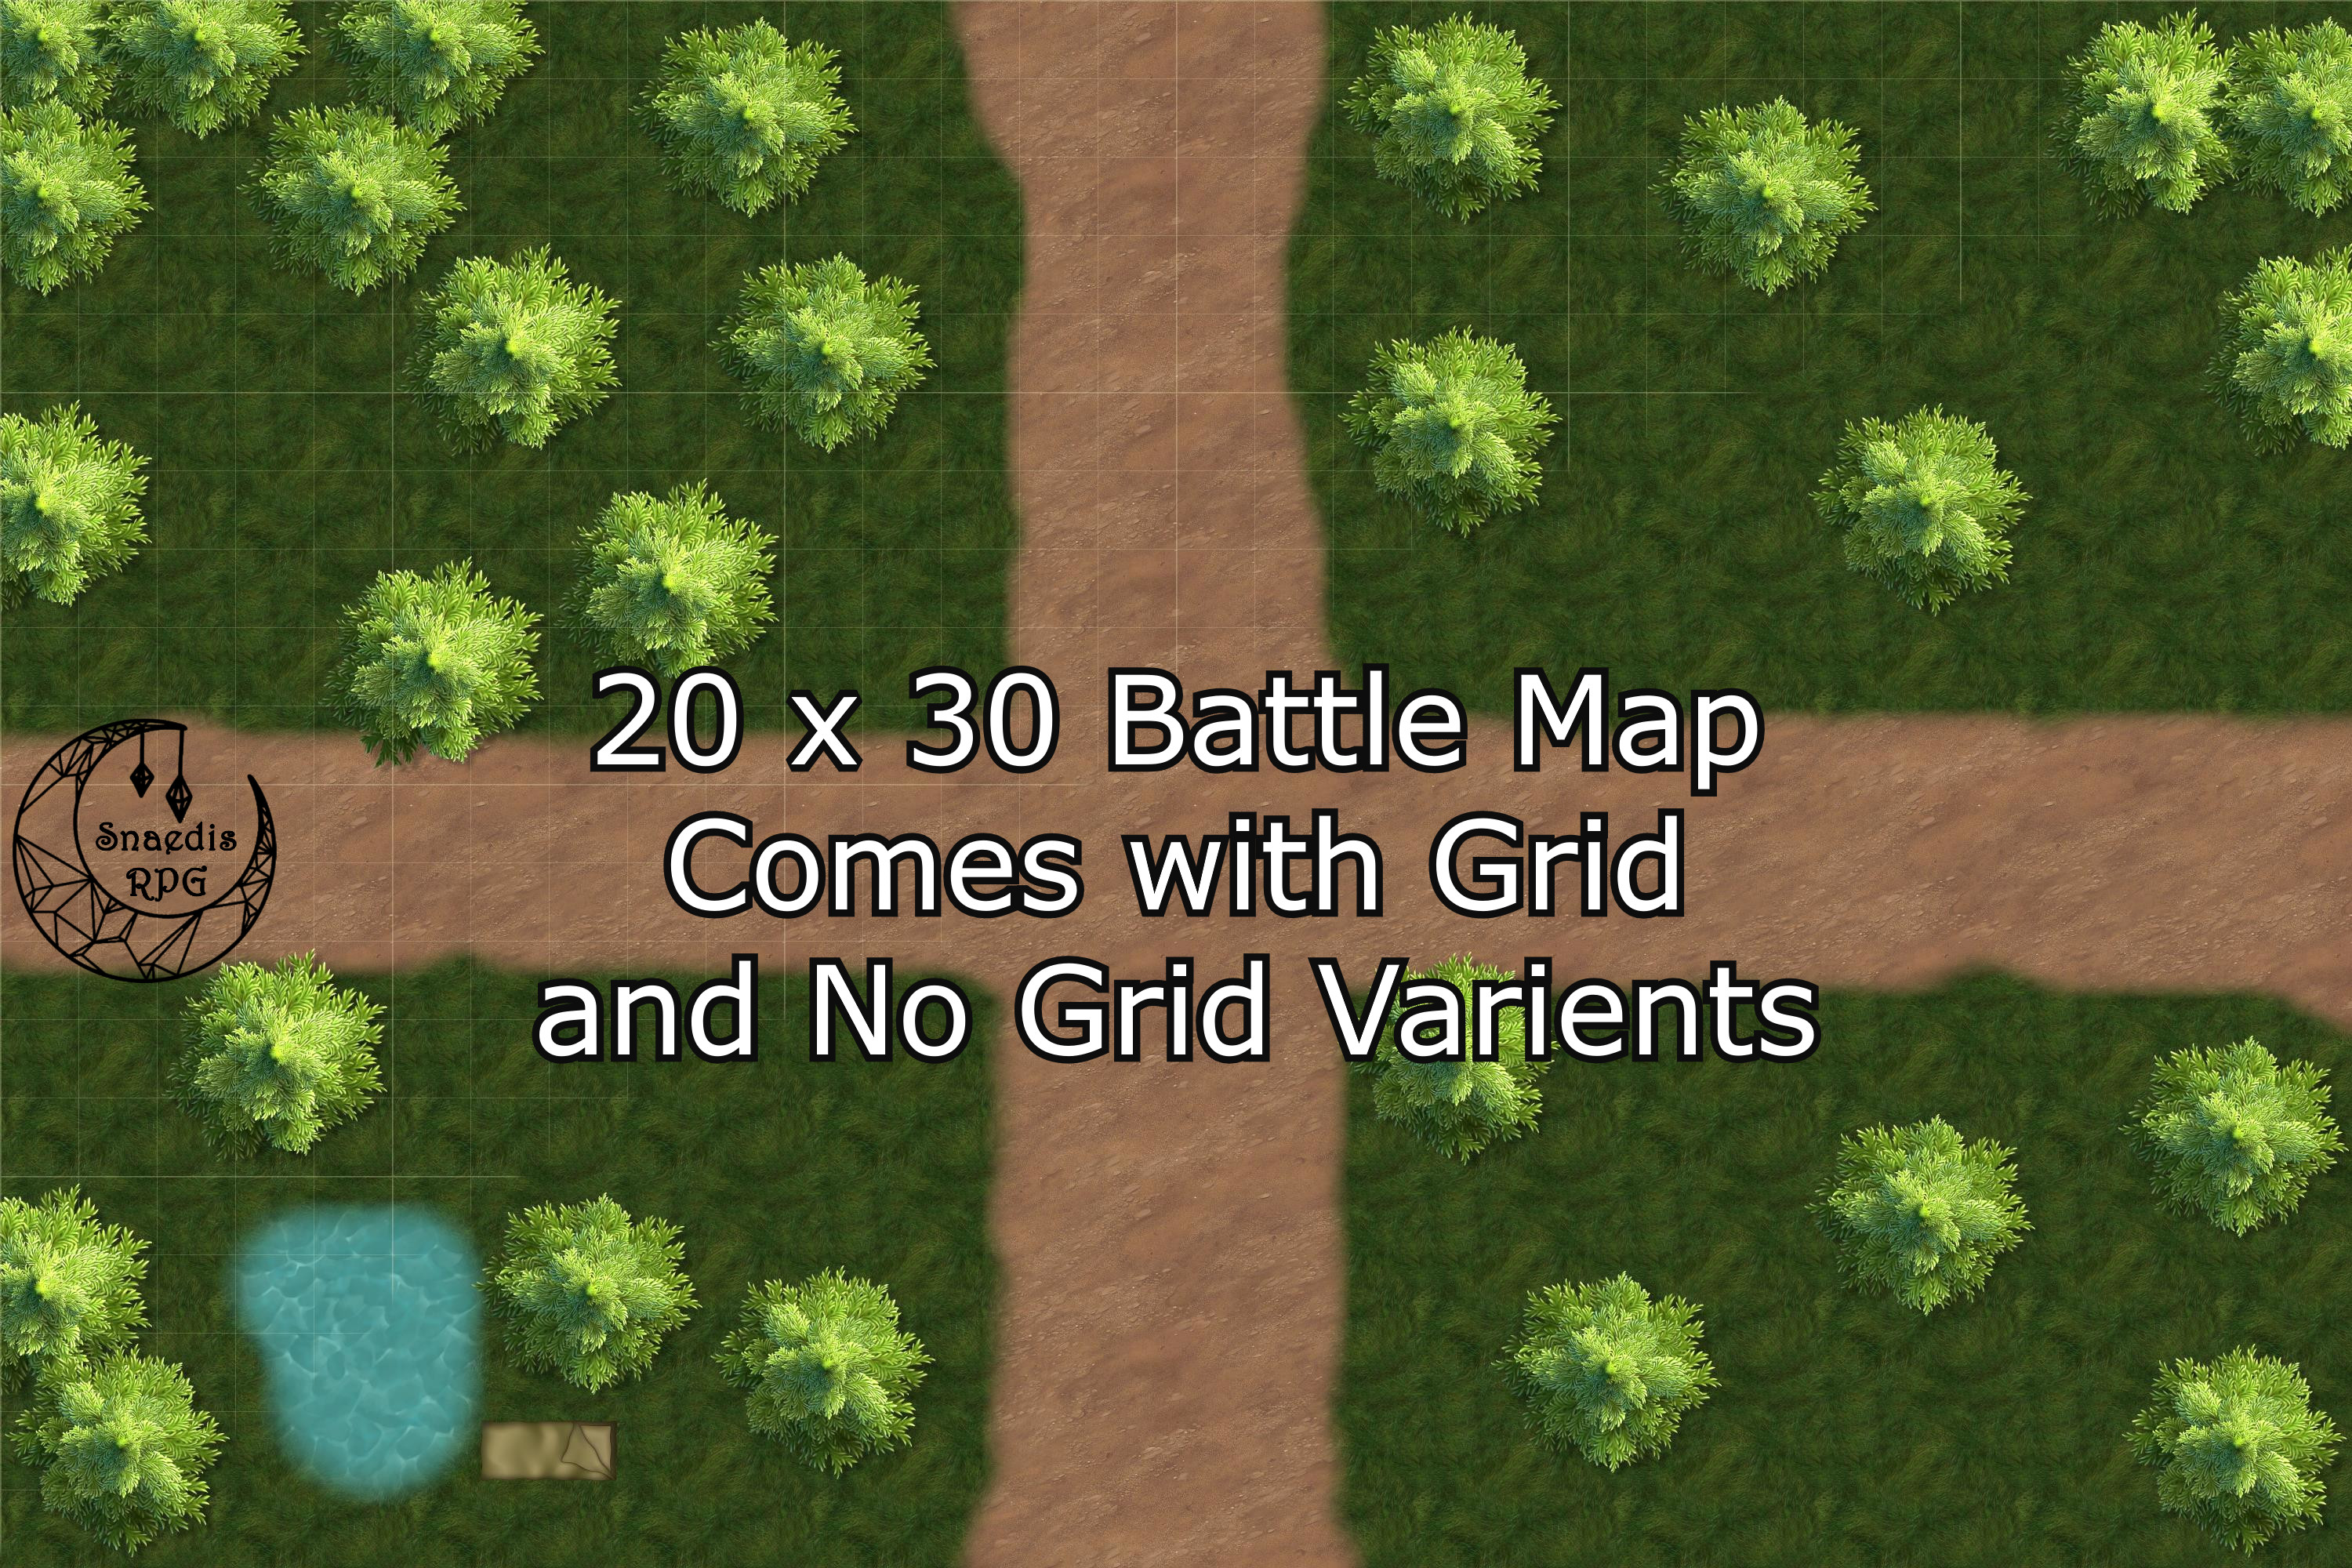 20 x 30 Battle Map
Snaedis
Comes with Grid
RPG
and No Grid Varients